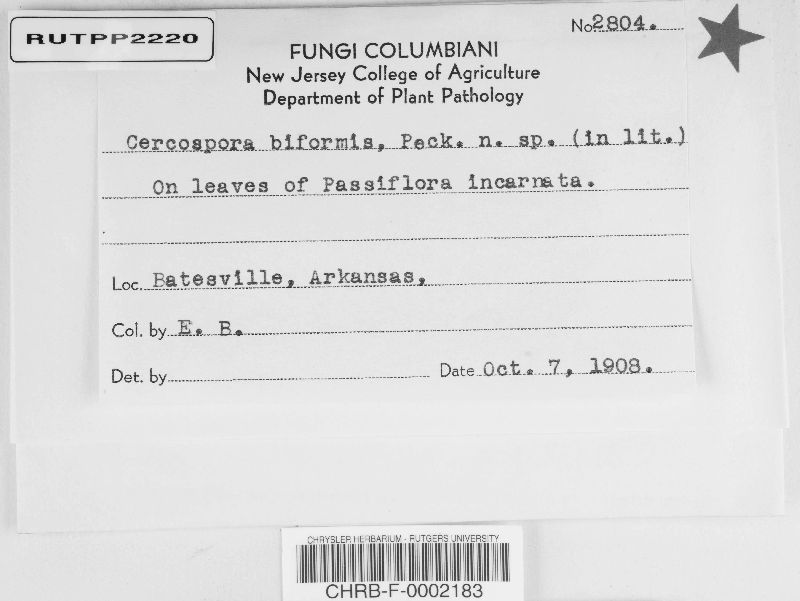 RUTPP2220
No 2804.
FUNGI COLUMBIANI
New Jersey College of Agriculture
Department of Plant Pathology
Cercospora biformis, Peck. n. sp. (in lit.)
On leaves of Passiflora incarnata.
Loc. Batesville, Arkansas,
Col. by E. B.
Det. by
Date Oct. 7, 1908.
CHRYSLER HERBARIUM - RUTGERS UNIVERSITY
CHRB-F-0002183